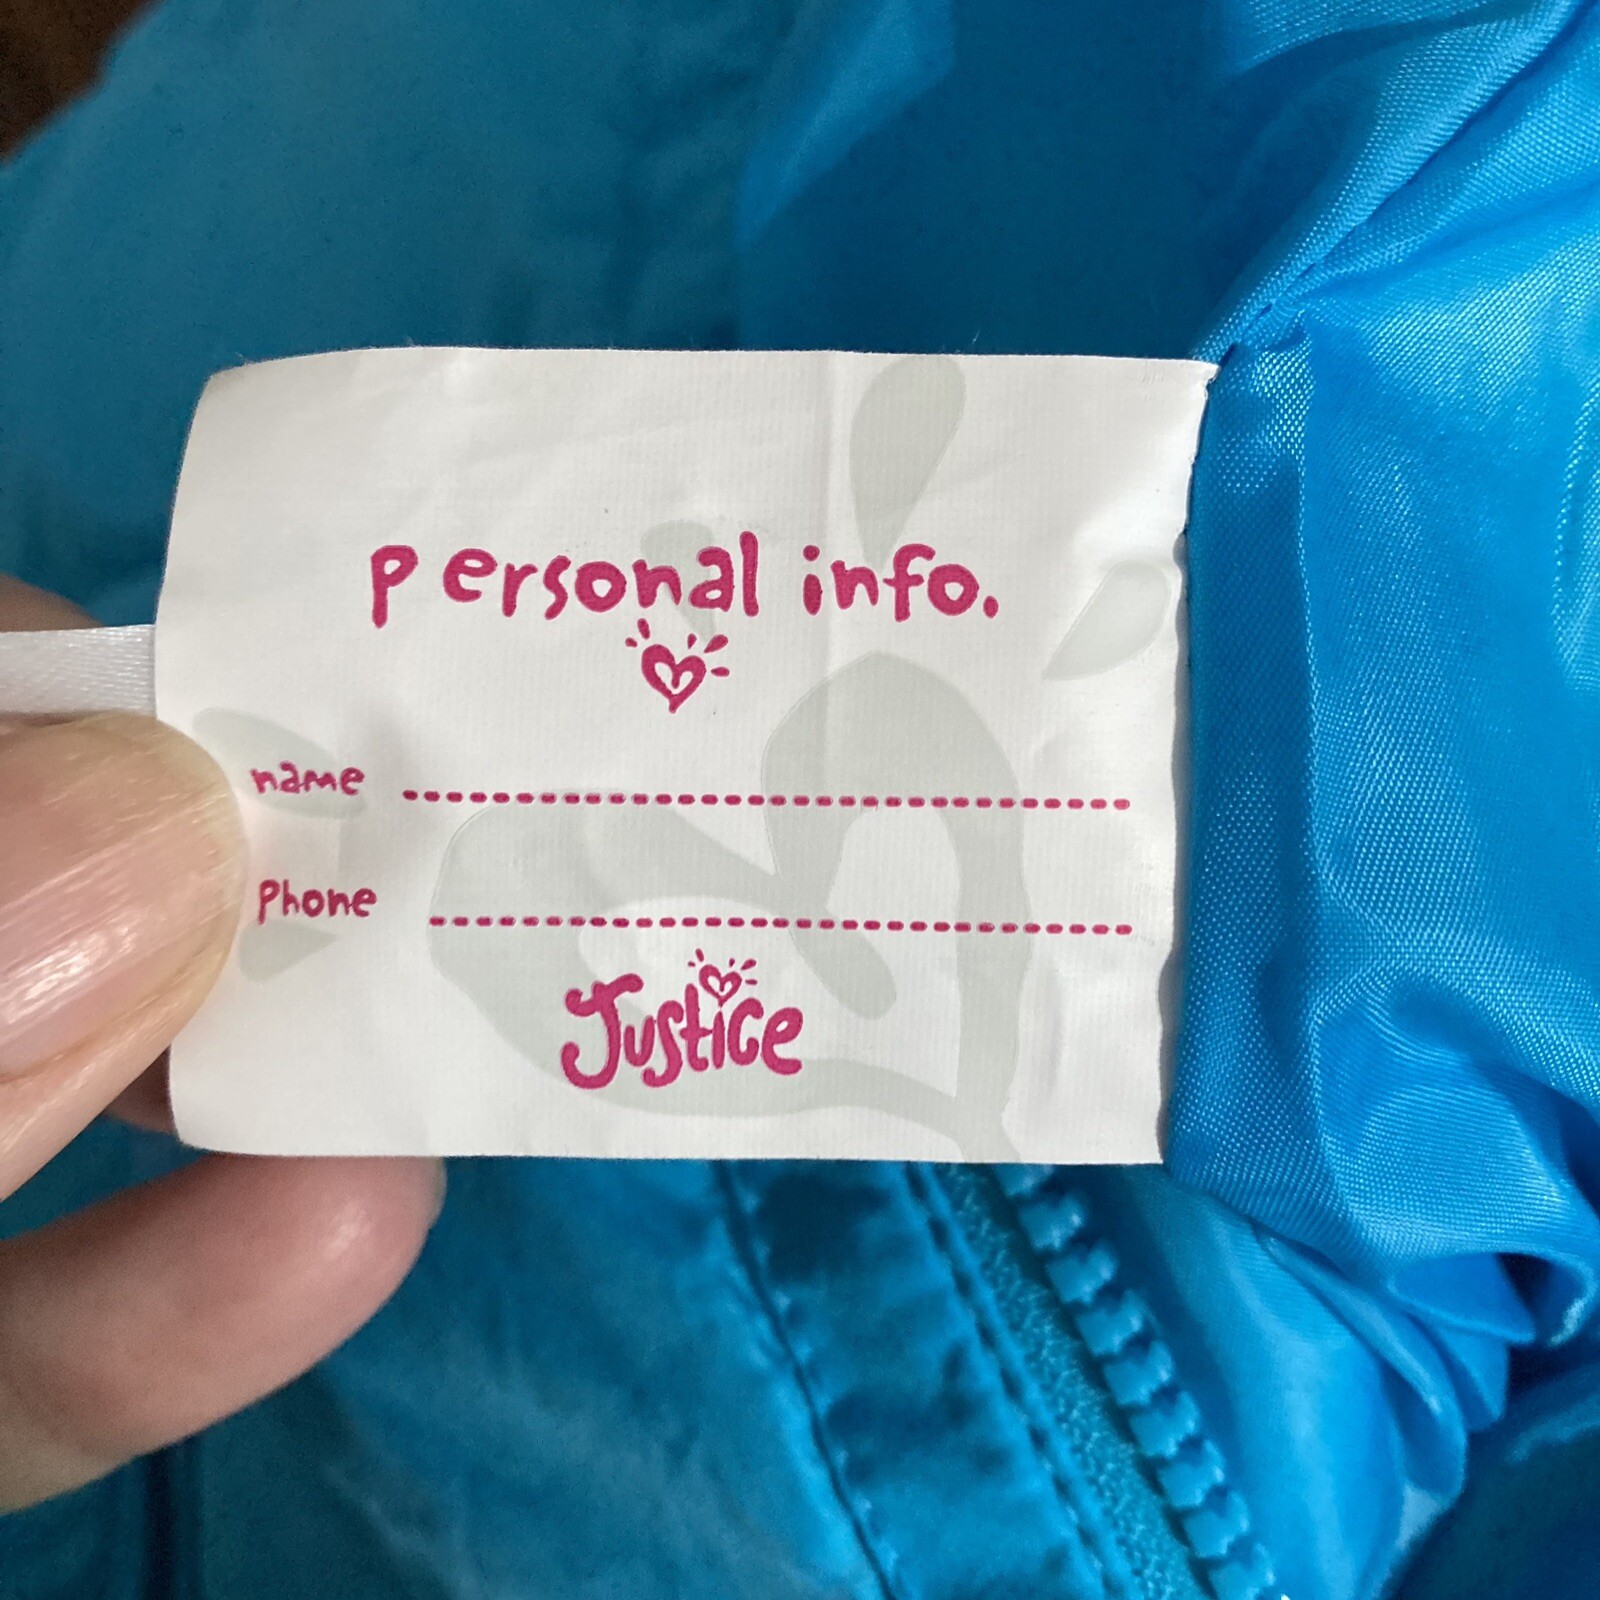 personal info.
name
Phone
Justice